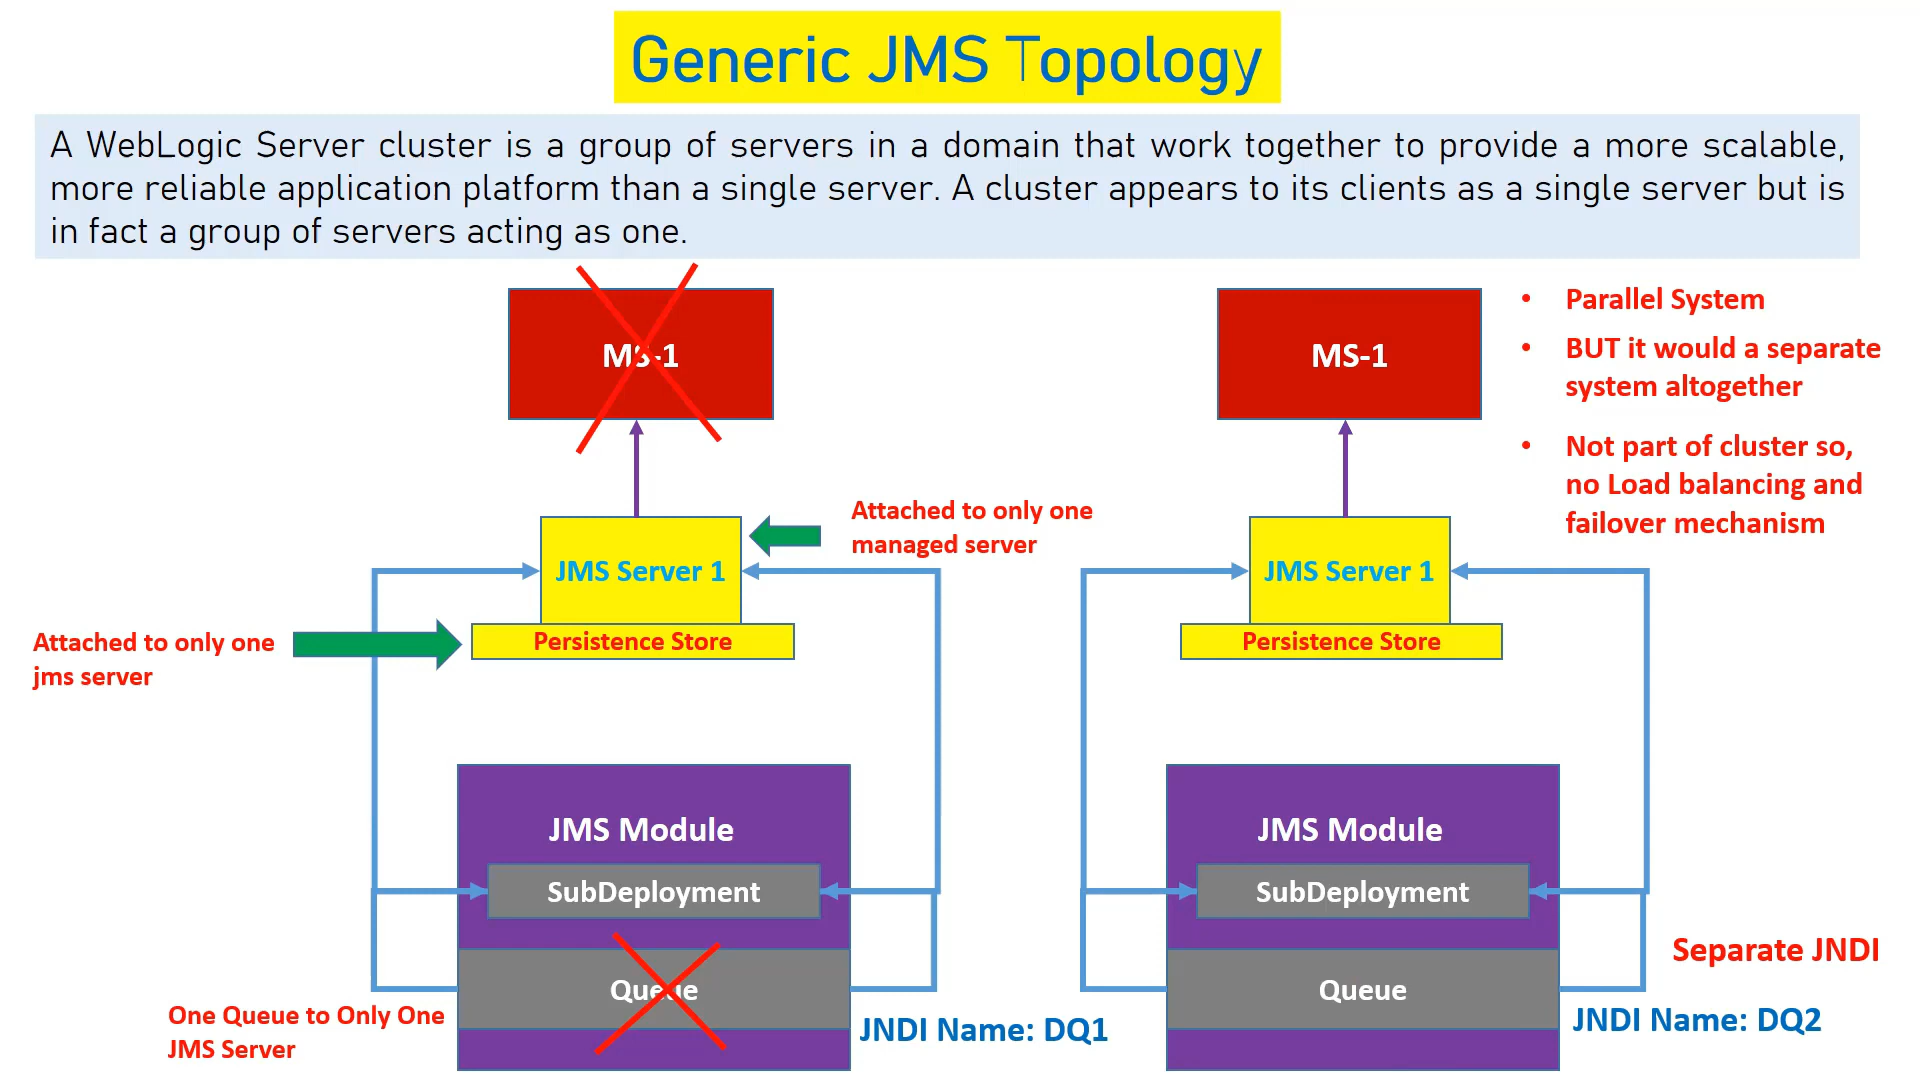 Generic JMS Topology
A WebLogic Server cluster is a group of servers in a domain that work together to provide a more scalable,
more reliable application platform than a single server. A cluster appears to its clients as a single server but is
in fact a group of servers acting as one.
MS-1
Attached to only one
managed server
JMS Server 1
Persistence Store
Attached to only one
jms server
JMS Module
SubDeployment
Queue
One Queue to Only One
JMS Server
JNDI Name: DQ1
MS-1
• Parallel System
• BUT it would a separate
system altogether
• Not part of cluster so,
no Load balancing and
failover mechanism
JMS Server 1
Persistence Store
JMS Module
SubDeployment
Queue
Separate JNDI
JNDI Name: DQ2